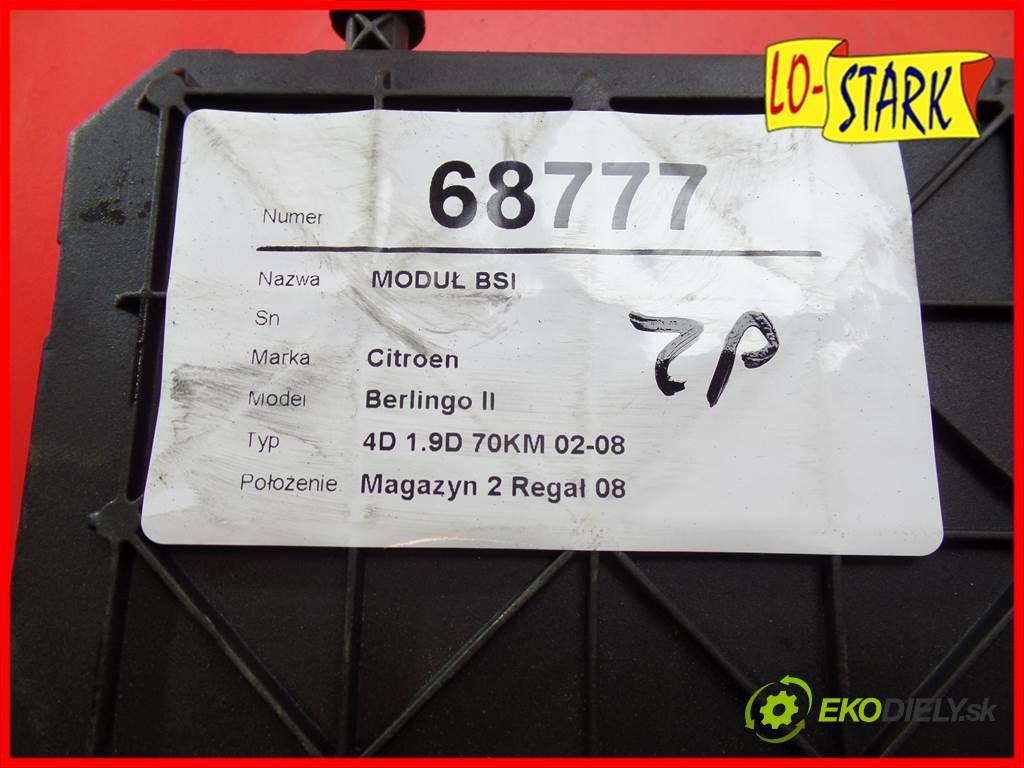 LO-STARK
Numer 68777
Nazwa MODUŁ BSI
Sn
Marka Citroen
Model Berlingo II
Typ 4D 1.9D 70KM 02-08
Położenie Magazyn 2 Regał 08
ZP
EKODIELY.sk